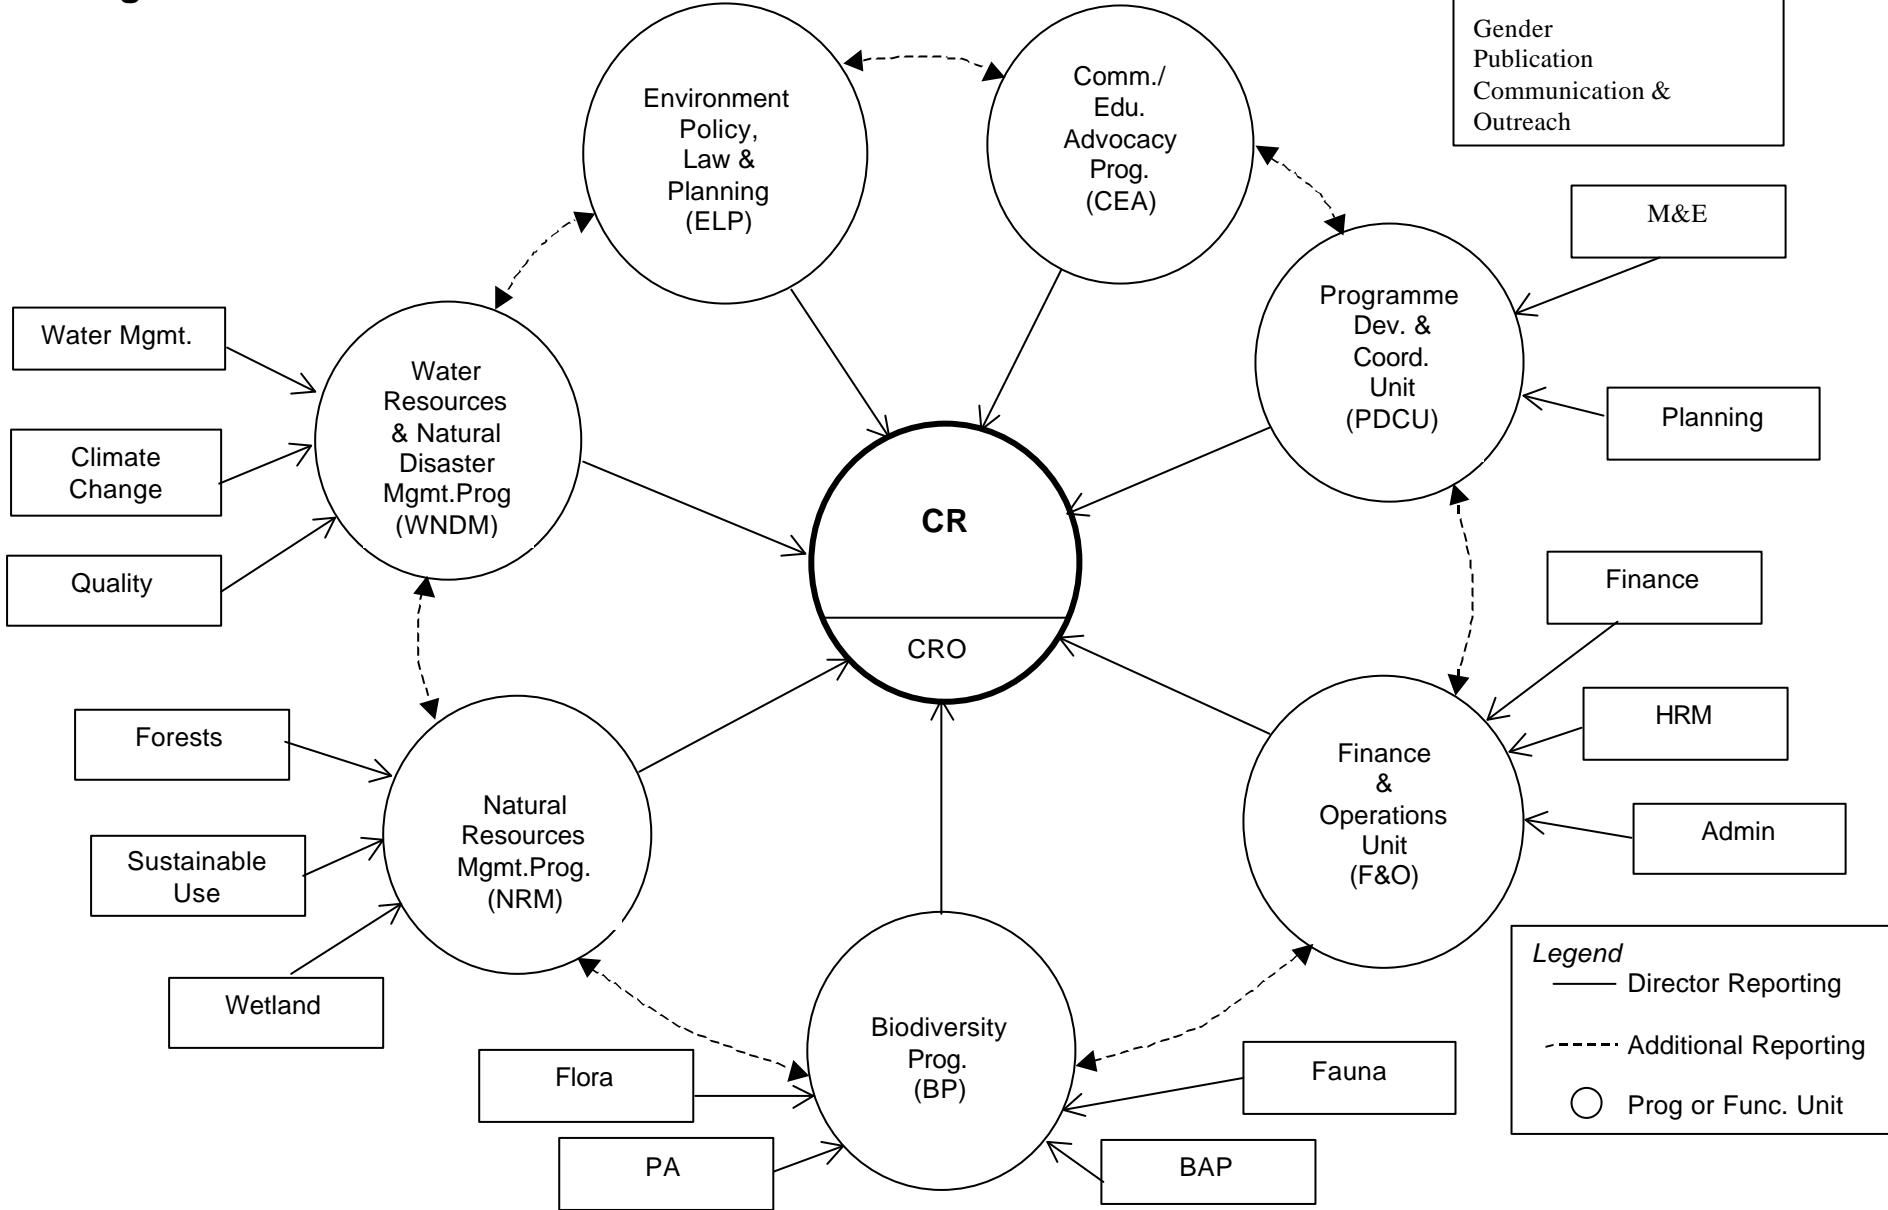 Gender
Publication
Communication &
Outreach
Environment
Policy,
Law &
Planning
(ELP)
Comm./
Edu.
Advocacy
Prog.
(CEA)
M&E
Programme
Dev. &
Coord.
Unit
(PDCU)
Planning
Water Mgmt.
Climate
Change
Quality
Water
Resources
& Natural
Disaster
Mgmt.Prog
(WNDM)
CR
CRO
Finance
HRM
Admin
Finance
&
Operations
Unit
(F&O)
Forests
Sustainable
Use
Wetland
Natural
Resources
Mgmt.Prog.
(NRM)
Biodiversity
Prog.
(BP)
Flora
PA
Fauna
BAP
Legend
Director Reporting
Additional Reporting
Prog or Func. Unit